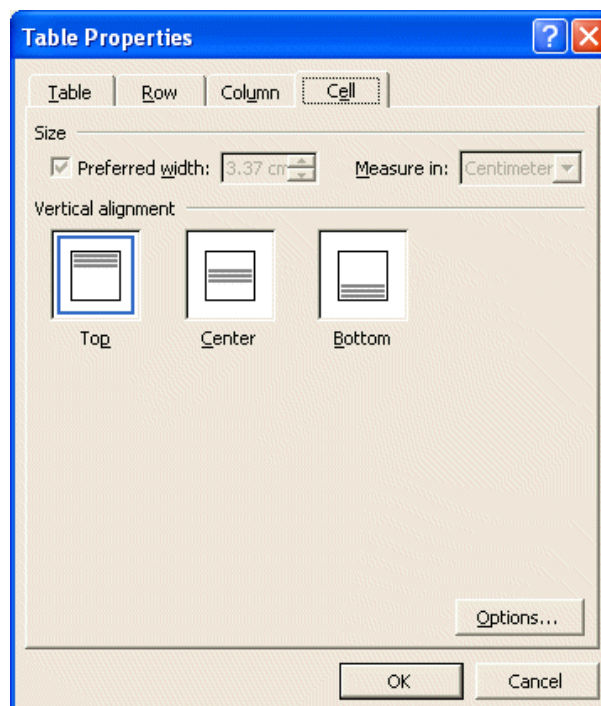 Table Properties
Table Row Column Cell
Size
Preferred width: 3.37 cm Measure in: Centimeter
Vertical alignment
Top Center Bottom
Options...
OK Cancel